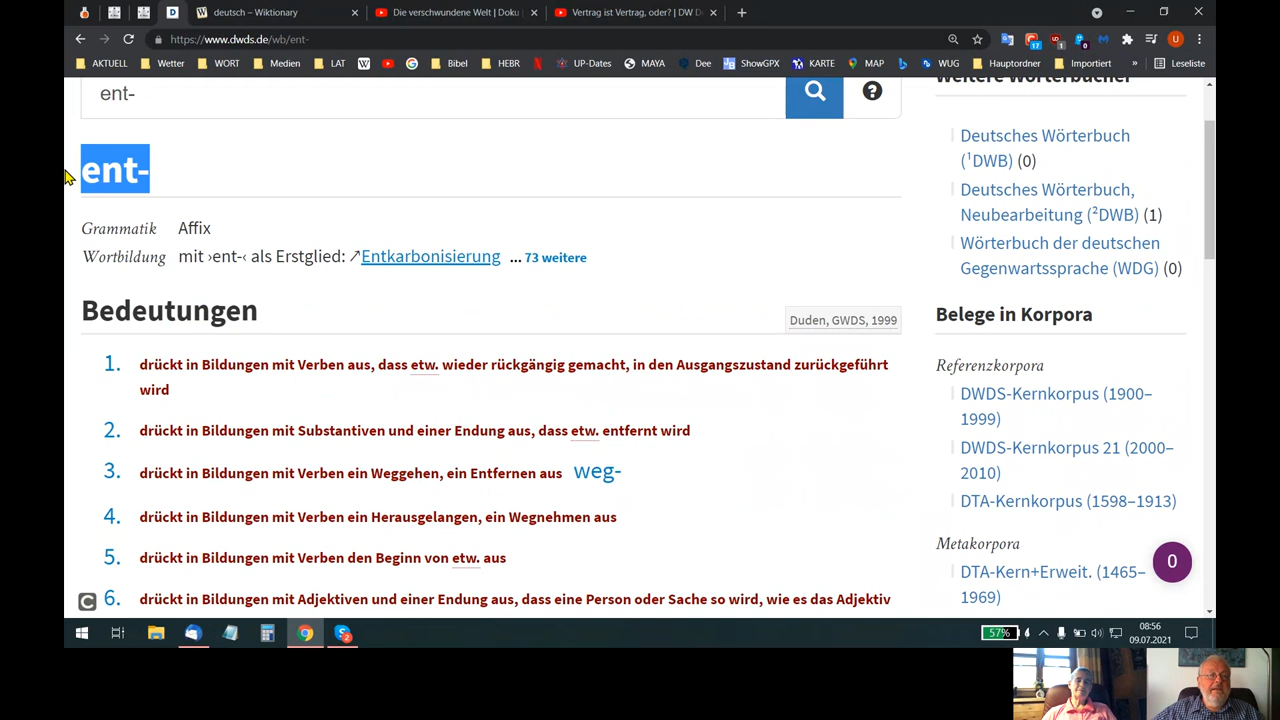 deutsch – Wiktionary
Die verschwundene Welt | Doku
Vertrag ist Vertrag, oder? | DW D
https://www.dwds.de/wb/ent-
AKTUELL Wetter WORT Medien LAT Bibel HEBR UP-Dates MAYA Dee ShowGPX KARTE MAP WUG Hauptordner Importiert » Leseliste
ent-
Weitere Wörterbücher
Deutsches Wörterbuch
(¹DWB) (0)
Deutsches Wörterbuch,
Neubearbeitung (²DWB) (1)
Wörterbuch der deutschen
Gegenwartssprache (WDG) (0)
ent-
Grammatik Affix
Wortbildung mit ›ent-‹ als Erstglied: ↗Entkarbonisierung ... 73 weitere
Bedeutungen
Duden, GWDS, 1999
1. drückt in Bildungen mit Verben aus, dass etw. wieder rückgängig gemacht, in den Ausgangszustand zurückgeführt
wird
2. drückt in Bildungen mit Substantiven und einer Endung aus, dass etw. entfernt wird
3. drückt in Bildungen mit Verben ein Weggehen, ein Entfernen aus weg-
4. drückt in Bildungen mit Verben ein Herausgelangen, ein Wegnehmen aus
5. drückt in Bildungen mit Verben den Beginn von etw. aus
6. drückt in Bildungen mit Adjektiven und einer Endung aus, dass eine Person oder Sache so wird, wie es das Adjektiv
Belege in Korpora
Referenzkorpora
DWDS-Kernkorpus (1900–
1999)
DWDS-Kernkorpus 21 (2000–
2010)
DTA-Kernkorpus (1598–1913)
Metakorpora
DTA-Kern+Erweit. (1465–
1969)
0
57%
08:56
09.07.2021